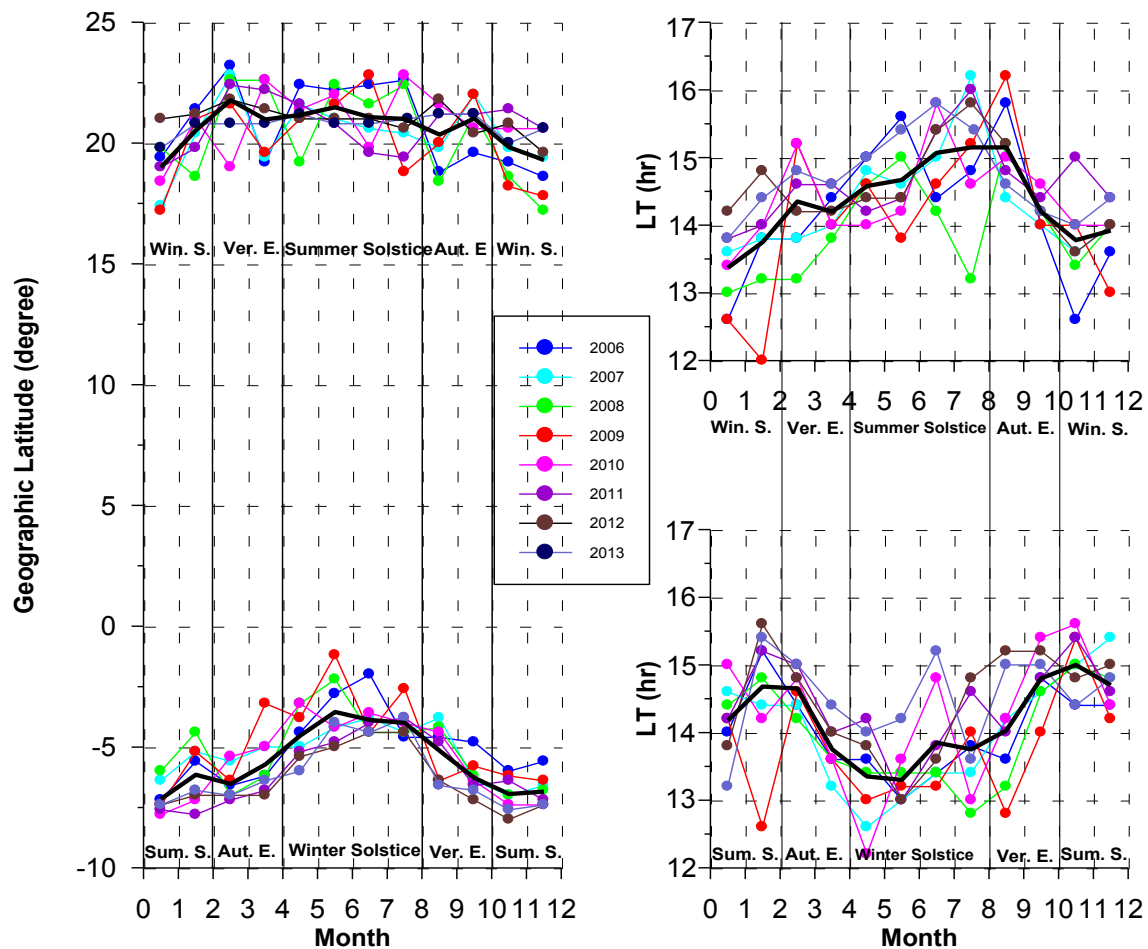 25
20
15
10
5
0
-5
-10
Geographic Latitude (degree)
Win. S. Ver. E. Summer Solstice Aut. E Win. S.
Sum. S. Aut. E. Winter Solstice Ver. E. Sum. S.
0 1 2 3 4 5 6 7 8 9 10 11 12
Month
2006
2007
2008
2009
2010
2011
2012
2013
17
16
15
14
13
12
LT (hr)
0 1 2 3 4 5 6 7 8 9 10 11 12
Win. S. Ver. E. Summer Solstice Aut. E. Win. S.
17
16
15
14
13
12
LT (hr)
Sum. S. Aut. E. Winter Solstice Ver. E. Sum. S.
0 1 2 3 4 5 6 7 8 9 10 11 12
Month